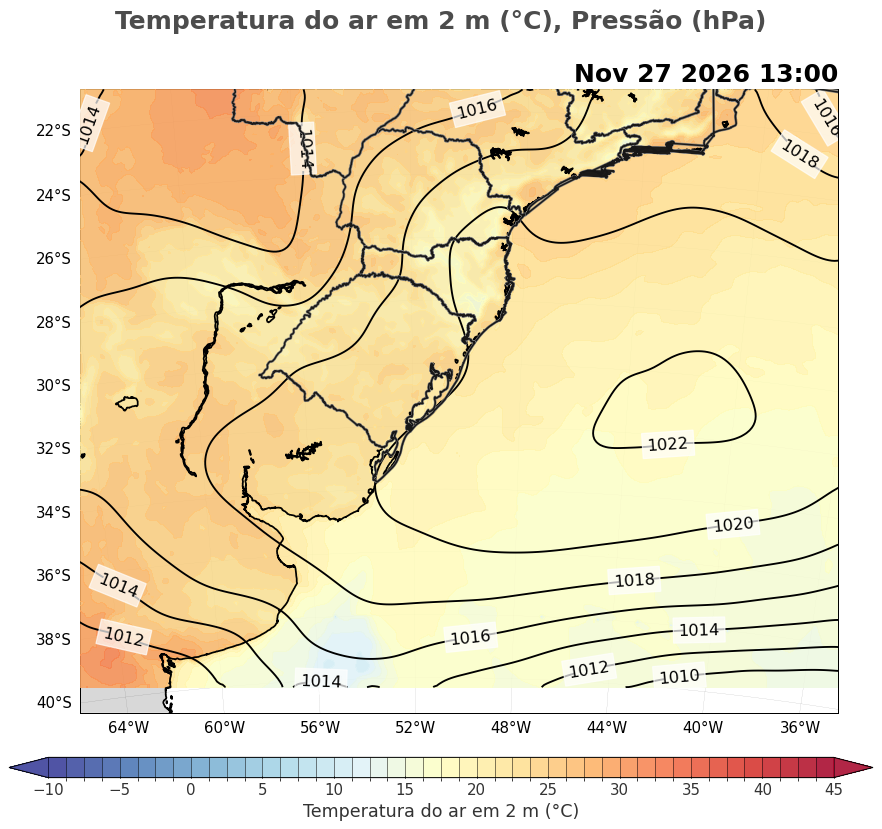 Temperatura do ar em 2 m (°C), Pressão (hPa)
Nov 27 2026 13:00
1014
1014
1016
1016
1018
1022
1020
1018
1016
1014
1014
1012
1012
1014
1010
22°S
24°S
26°S
28°S
30°S
32°S
34°S
36°S
38°S
40°S
64°W 60°W 56°W 52°W 48°W 44°W 40°W 36°W
−10 −5 0 5 10 15 20 25 30 35 40 45
Temperatura do ar em 2 m (°C)